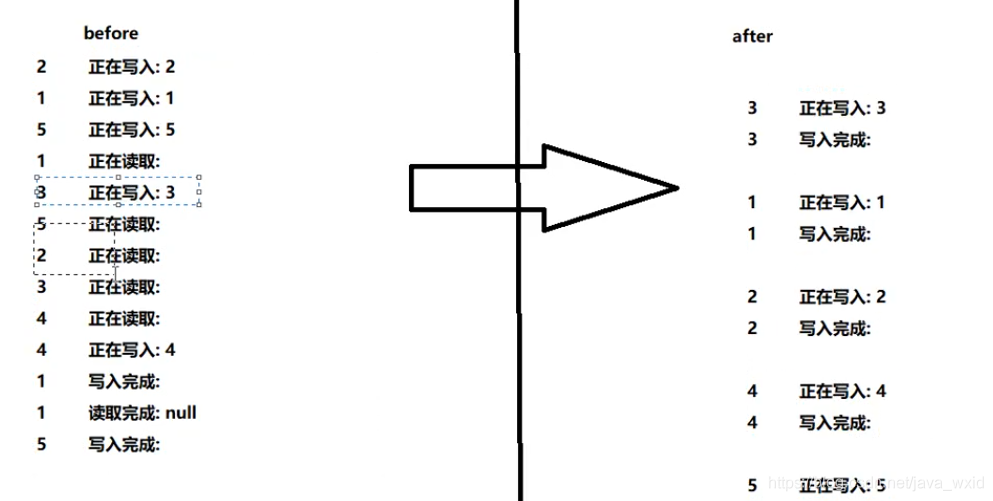 before
2 正在写入: 2
1 正在写入: 1
5 正在写入: 5
1 正在读取:
3 正在写入: 3
5 正在读取:
2 正在读取:
3 正在读取:
4 正在读取:
4 正在写入: 4
1 写入完成:
1 读取完成: null
5 写入完成:
after
3 正在写入: 3
3 写入完成:
1 正在写入: 1
1 写入完成:
2 正在写入: 2
2 写入完成:
4 正在写入: 4
4 写入完成:
5 正在写入: 5